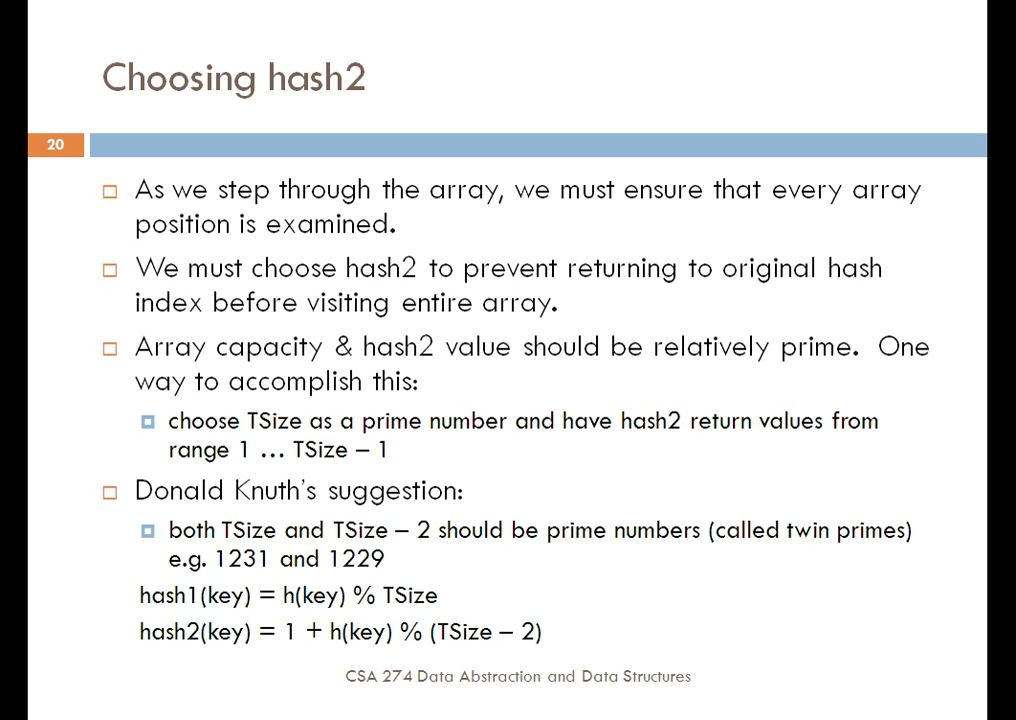 Choosing hash2
20
As we step through the array, we must ensure that every array
position is examined.
We must choose hash2 to prevent returning to original hash
index before visiting entire array.
Array capacity & hash2 value should be relatively prime. One
way to accomplish this:
choose TSize as a prime number and have hash2 return values from
range 1 ... TSize – 1
Donald Knuth's suggestion:
both TSize and TSize – 2 should be prime numbers (called twin primes)
e.g. 1231 and 1229
hash1(key) = h(key) % TSize
hash2(key) = 1 + h(key) % (TSize – 2)
CSA 274 Data Abstraction and Data Structures